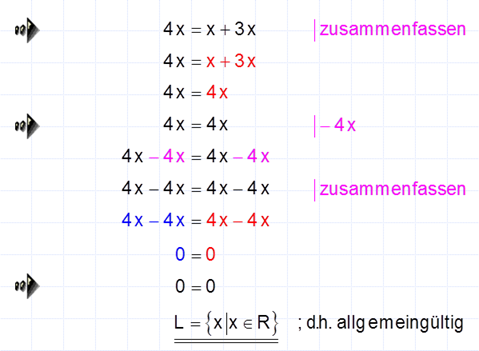 4x = x + 3x | zusammenfassen
4x = x + 3x
4x = 4x
4x = 4x | − 4x
4x − 4x = 4x − 4x
4x − 4x = 4x − 4x | zusammenfassen
4x − 4x = 4x − 4x
0 = 0
0 = 0
L = {x|x ∈ R} ; d.h. allgemeingültig